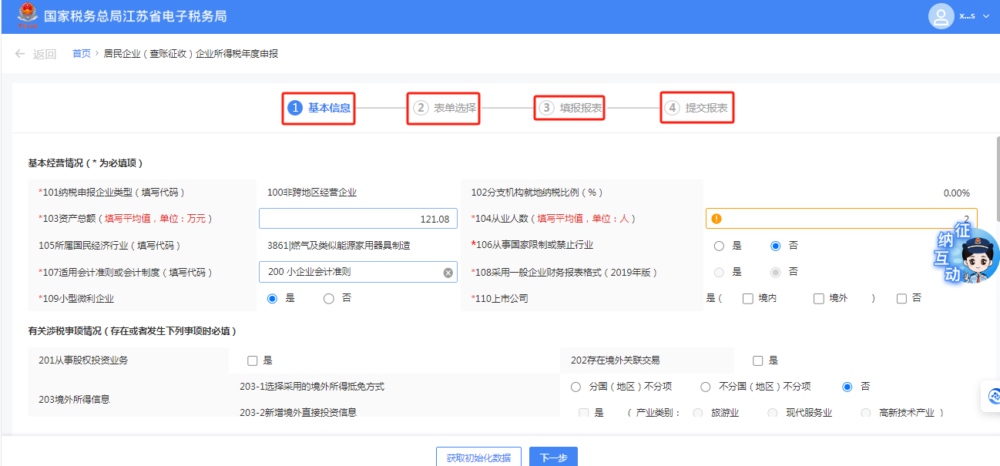 国家税务总局江苏省电子税务局
x...s
返回 首页 › 居民企业（查账征收）企业所得税年度申报
1 基本信息 2 表单选择 3 填报报表 4 提交报表
基本经营情况（* 为必填项）
*101纳税申报企业类型（填写代码） 100非跨地区经营企业 102分支机构就地纳税比例（%） 0.00%
*103资产总额（填写平均值，单位：万元） 121.08 *104从业人数（填写平均值，单位：人） 2
105所属国民经济行业（填写代码） 3861|燃气及类似能源家用器具制造 *106从事国家限制或禁止行业 是 否
*107适用会计准则或会计制度（填写代码） 200 小企业会计准则 *108采用一般企业财务报表格式（2019年版） 是 否
*109小型微利企业 是 否 *110上市公司 是（ 境内 境外 ） 否
征纳互动
有关涉税事项情况（存在或者发生下列事项时必填）
201从事股权投资业务 是 202存在境外关联交易 是
203境外所得信息 203-1选择采用的境外所得抵免方式 分国（地区）不分项 不分国（地区）不分项 否
203-2新增境外直接投资信息 是 （ 产业类别： 旅游业 现代服务业 高新技术产业 ）
获取初始化数据 下一步